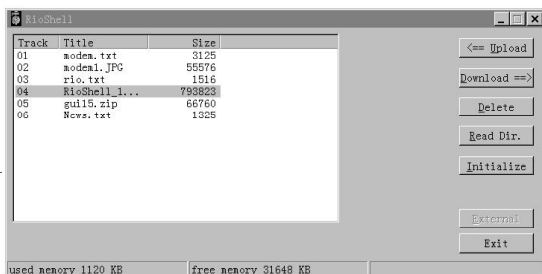 RioShell
Track Title Size
01 modem.txt 3125
02 modem1.JPG 55576
03 rio.txt 1516
04 RioShell_1... 793823
05 gui15.zip 66760
06 News.txt 1325
<== Upload
Download ==>
Delete
Read Dir.
Initialize
External
Exit
used memory 1120 KB free memory 31648 KB